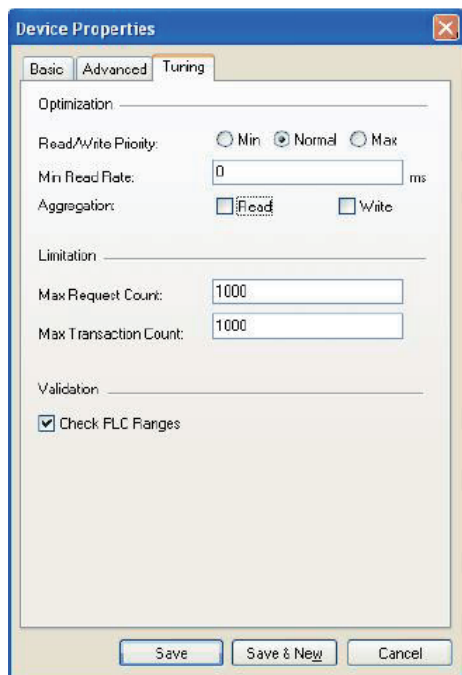 Device Properties
Basic Advanced Tuning
Optimization
Read/Write Priority: Min Normal Max
Min Read Rate: 0 ms
Aggregation: Read Write
Limitation
Max Request Count: 1000
Max Transaction Count: 1000
Validation
Check PLC Ranges
Save Save & New Cancel